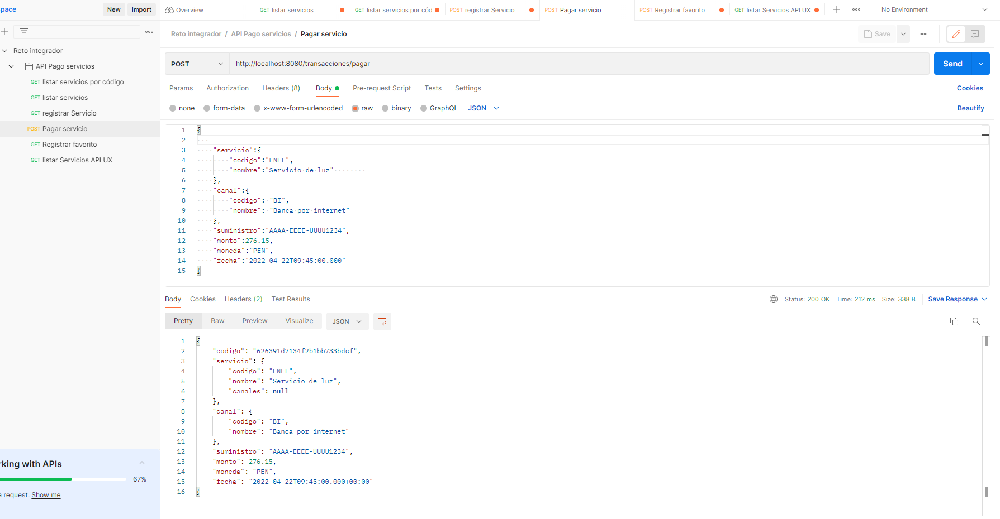 pace New Import Overview GET listar servicios GET listar servicios por cóc POST registrar Servicio POST Pagar servicio POST Registrar favorito GET listar Servicios API UX No Environment
Reto integrador / API Pago servicios / Pagar servicio Save
Reto integrador
API Pago servicios
GET listar servicios por código
GET listar servicios
GET registrar Servicio
POST Pagar servicio
GET Registrar favorito
GET listar Servicios API UX
rking with APIs
67%
a request. Show me
POST http://localhost:8080/transacciones/pagar Send
Params Authorization Headers (8) Body Pre-request Script Tests Settings Cookies
none form-data x-www-form-urlencoded raw binary GraphQL JSON Beautify
1 {
2
3 "servicio":{
4 "codigo":"ENEL",
5 "nombre":"Servicio de luz"
6 },
7 "canal":{
8 "codigo": "BI",
9 "nombre": "Banca por internet"
10 },
11 "suministro":"AAAA-EEEE-UUUU1234",
12 "monto":276.15,
13 "moneda":"PEN",
14 "fecha":"2022-04-22T09:45:00.000"
15 }
Body Cookies Headers (2) Test Results Status: 200 OK Time: 212 ms Size: 338 B Save Response
Pretty Raw Preview Visualize JSON
1 {
2 "codigo": "626391d7134f2b1bb733bdcf",
3 "servicio": {
4 "codigo": "ENEL",
5 "nombre": "Servicio de luz",
6 "canales": null
7 },
8 "canal": {
9 "codigo": "BI",
10 "nombre": "Banca por internet"
11 },
12 "suministro": "AAAA-EEEE-UUUU1234",
13 "monto": 276.15,
14 "moneda": "PEN",
15 "fecha": "2022-04-22T09:45:00.000+00:00"
16 }